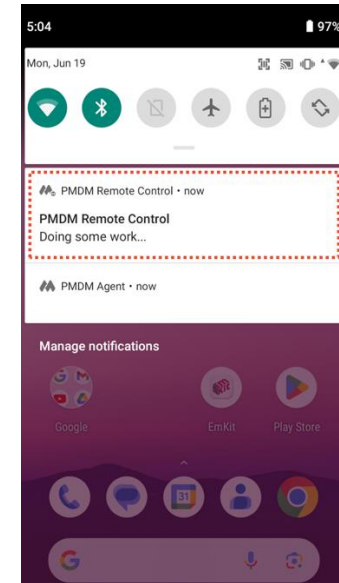 5:04 97%
Mon, Jun 19
PMDM Remote Control • now
PMDM Remote Control
Doing some work...
PMDM Agent • now
Manage notifications
Google EmKit Play Store
31